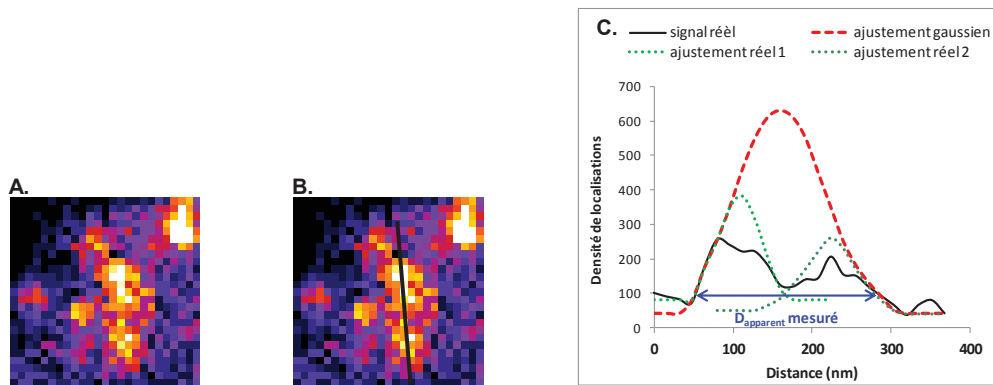 A.
B.
C.
signal réèl
ajustement gaussien
ajustement réel 1
ajustement réel 2
Densité de localisations
700
600
500
400
300
200
100
0
D apparent mesuré
0 100 200 300 400
Distance (nm)